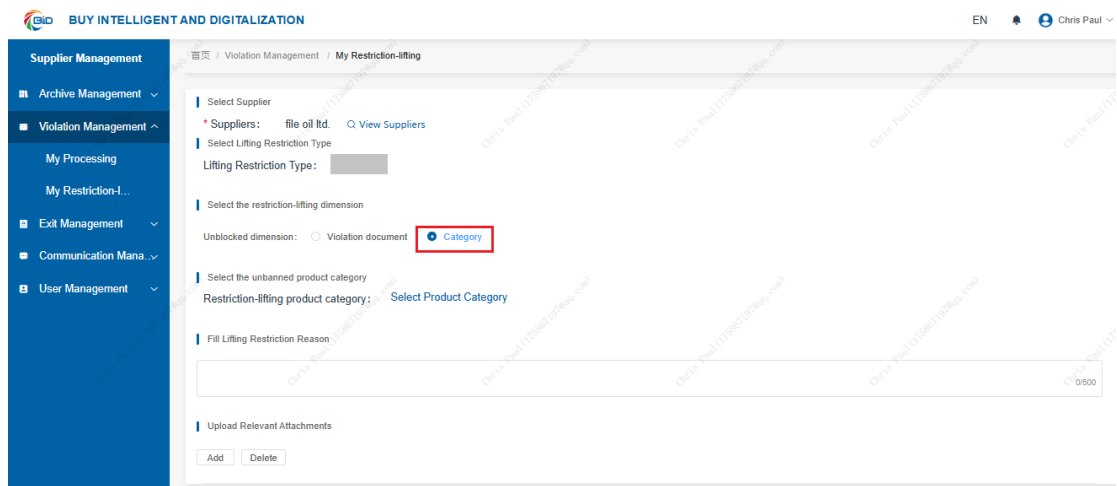 BiD BUY INTELLIGENT AND DIGITALIZATION EN Chris Paul
Supplier Management
Archive Management
Violation Management
My Processing
My Restriction-l...
Exit Management
Communication Mana...
User Management
首页 / Violation Management / My Restriction-lifting
Select Supplier
* Suppliers: file oil ltd. View Suppliers
Select Lifting Restriction Type
Lifting Restriction Type:
Select the restriction-lifting dimension
Unblocked dimension: Violation document Category
Select the unbanned product category
Restriction-lifting product category: Select Product Category
Fill Lifting Restriction Reason
0/500
Upload Relevant Attachments
Add Delete